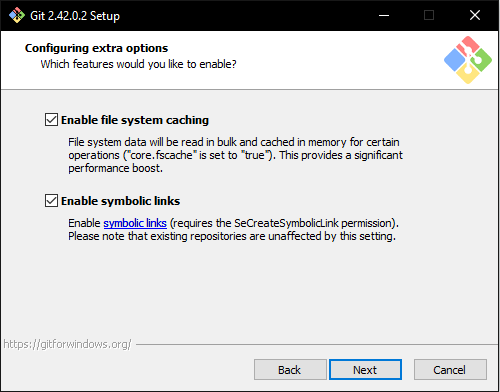 Git 2.42.0.2 Setup
Configuring extra options
Which features would you like to enable?
Enable file system caching
File system data will be read in bulk and cached in memory for certain
operations ("core.fscache" is set to "true"). This provides a significant
performance boost.
Enable symbolic links
Enable symbolic links (requires the SeCreateSymbolicLink permission).
Please note that existing repositories are unaffected by this setting.
https://gitforwindows.org/
Back
Next
Cancel